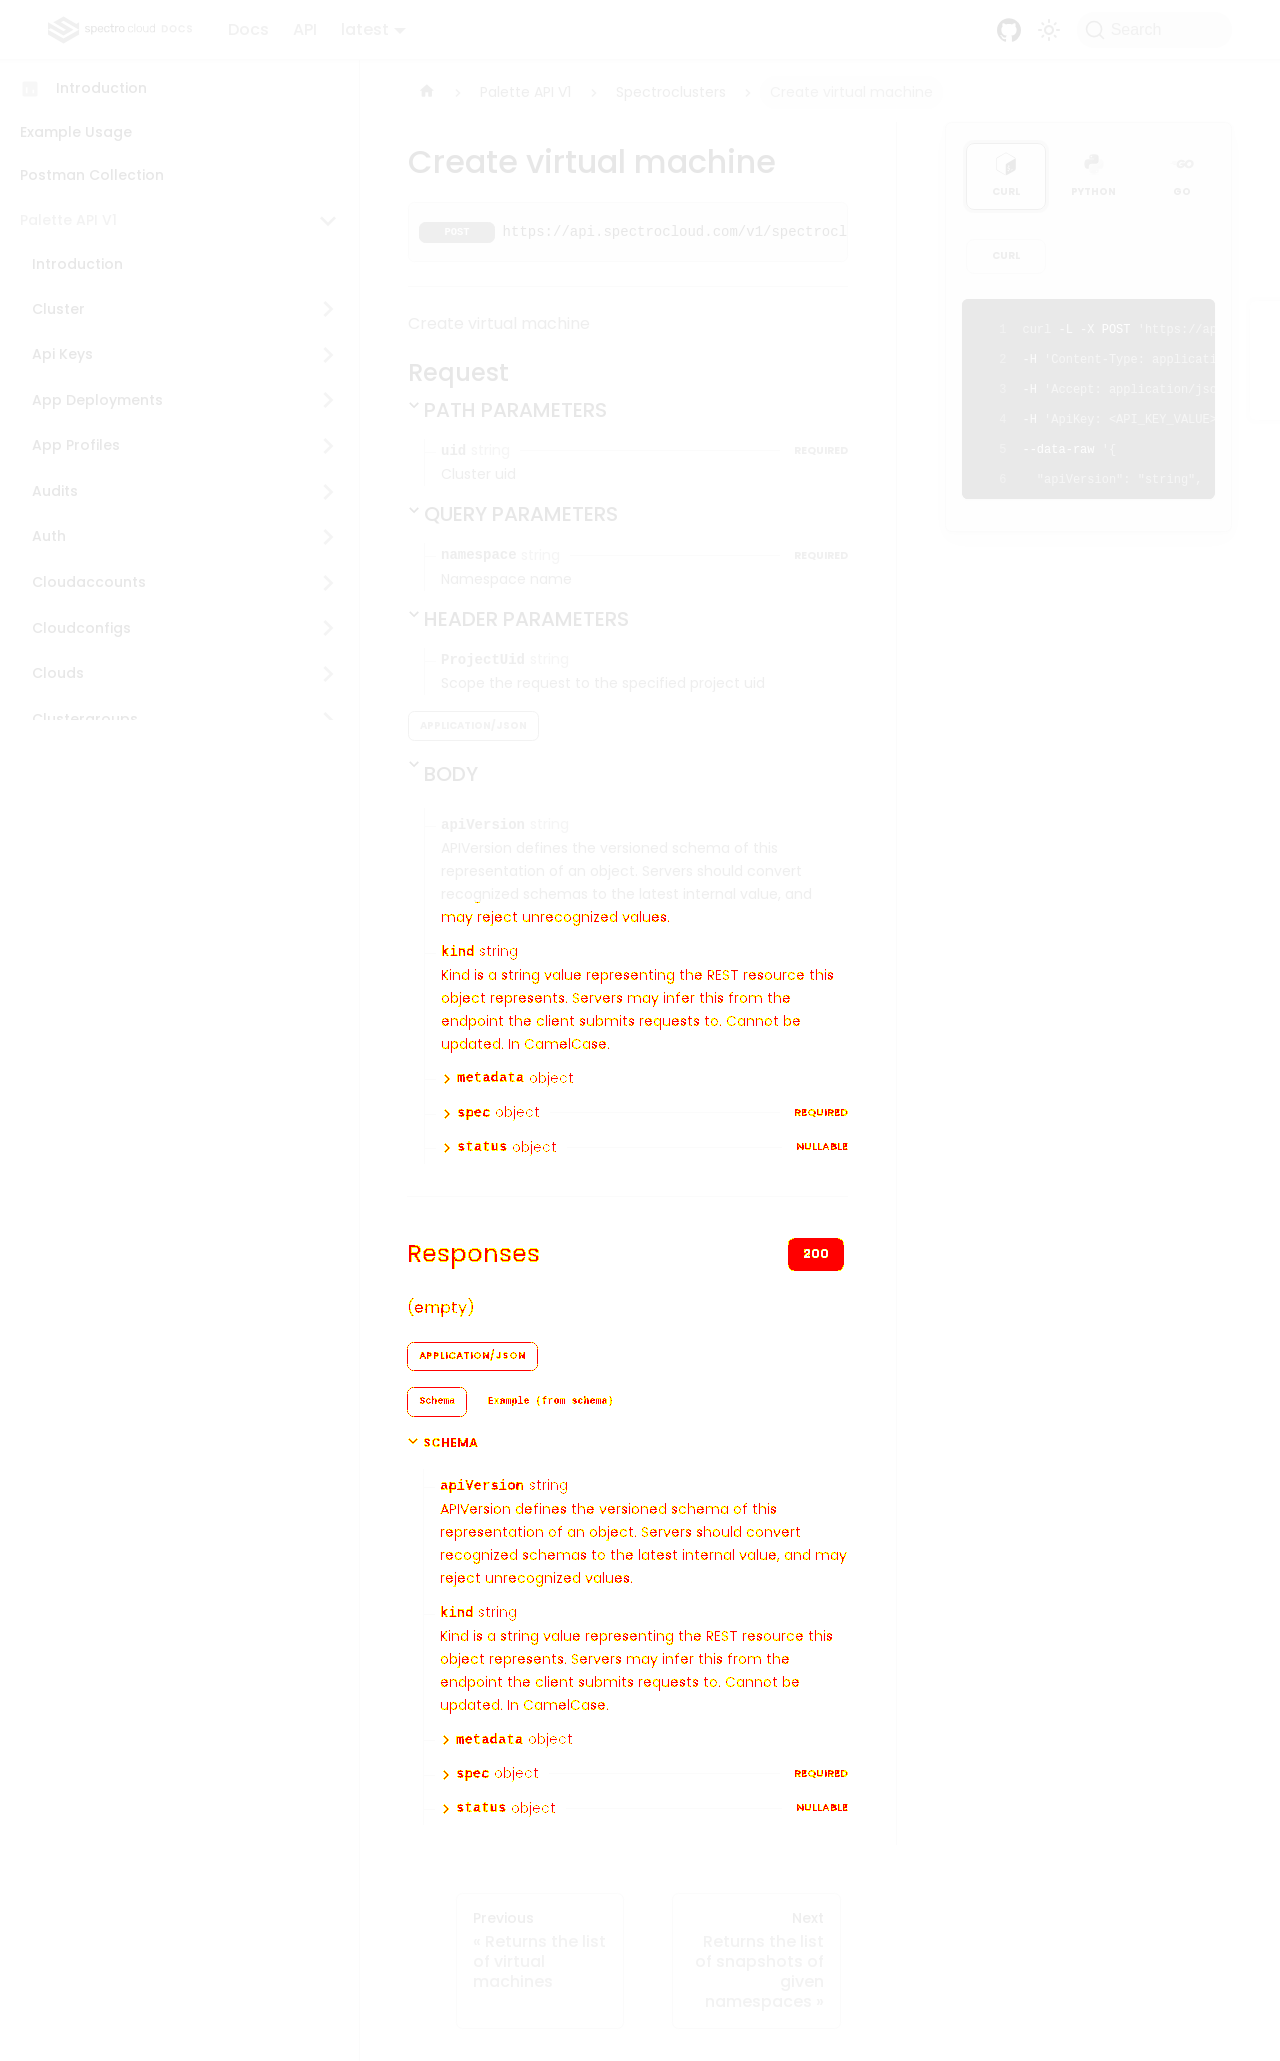 spectro cloud DOCS
Docs
API
latest
Search
Introduction
Example Usage
Postman Collection
Palette API V1
Introduction
Cluster
Api Keys
App Deployments
App Profiles
Audits
Auth
Cloudaccounts
Cloudconfigs
Clouds
Clustergroups
Palette API V1
Spectroclusters
Create virtual machine
Create virtual machine
POST https://api.spectrocloud.com/v1/spectrocl
Create virtual machine
Request
PATH PARAMETERS
uid string REQUIRED
Cluster uid
QUERY PARAMETERS
namespace string REQUIRED
Namespace name
HEADER PARAMETERS
ProjectUid string
Scope the request to the specified project uid
APPLICATION/JSON
BODY
apiVersion string
APIVersion defines the versioned schema of this
representation of an object. Servers should convert
recognized schemas to the latest internal value, and
may reject unrecognized values.
kind string
Kind is a string value representing the REST resource this
object represents. Servers may infer this from the
endpoint the client submits requests to. Cannot be
updated. In CamelCase.
metadata object
spec object REQUIRED
status object NULLABLE
Responses
200
(empty)
APPLICATION/JSON
Schema
Example (from schema)
SCHEMA
apiVersion string
APIVersion defines the versioned schema of this
representation of an object. Servers should convert
recognized schemas to the latest internal value, and may
reject unrecognized values.
kind string
Kind is a string value representing the REST resource this
object represents. Servers may infer this from the
endpoint the client submits requests to. Cannot be
updated. In CamelCase.
metadata object
spec object REQUIRED
status object NULLABLE
CURL
PYTHON
GO
CURL
1 curl -L -X POST 'https://ap
2 -H 'Content-Type: applicati
3 -H 'Accept: application/jso
4 -H 'ApiKey: <API_KEY_VALUE>
5 --data-raw '{
6 "apiVersion": "string",
Previous
« Returns the list
of virtual
machines
Next
Returns the list
of snapshots of
given
namespaces »